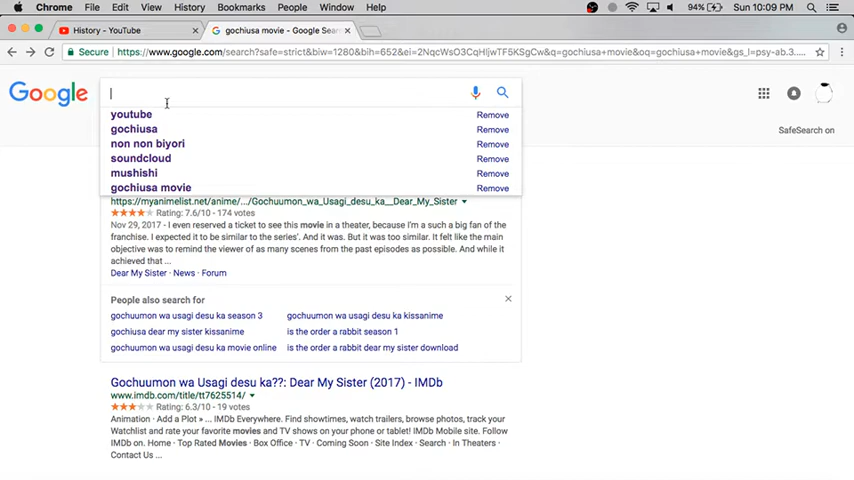 Chrome File Edit View History Bookmarks People Window Help 94% Sun 10:09 PM
History - YouTube × gochiusa movie - Google Search ×
Secure https://www.google.com/search?safe=strict&biw=1280&bih=652&ei=2NqcWsO3CqHIjwTF5KSgCw&q=gochiusa+movie&oq=gochiusa+movie&gs_l=psy-ab.3.
Google
youtube Remove
gochiusa Remove
non non biyori Remove
soundcloud Remove
mushishi Remove
gochiusa movie Remove
SafeSearch on
https://myanimelist.net/anime/.../Gochuumon_wa_Usagi_desu_ka__Dear_My_Sister
Rating: 7.6/10 - 174 votes
Nov 29, 2017 - I even reserved a ticket to see this movie in a theater, because I'm a such a big fan of the
franchise. I expected it to be similar to the series'. And it was. But it was too similar. It felt like the main
objective was to remind the viewer of as many scenes from the past episodes as possible. And while it
achieved that ...
Dear My Sister · News · Forum
People also search for ×
gochuumon wa usagi desu ka season 3 gochuumon wa usagi desu ka kissanime
gochiusa dear my sister kissanime is the order a rabbit season 1
gochuumon wa usagi desu ka movie online is the order a rabbit dear my sister download
Gochuumon wa Usagi desu ka??: Dear My Sister (2017) - IMDb
www.imdb.com/title/tt7625514/
Rating: 6.3/10 - 19 votes
Animation · Add a Plot » ... IMDb Everywhere. Find showtimes, watch trailers, browse photos, track your
Watchlist and rate your favorite movies and TV shows on your phone or tablet! IMDb Mobile site. Follow
IMDb on. Home · Top Rated Movies · Box Office · TV · Coming Soon · Site Index · Search · In Theaters ·
Contact Us ...